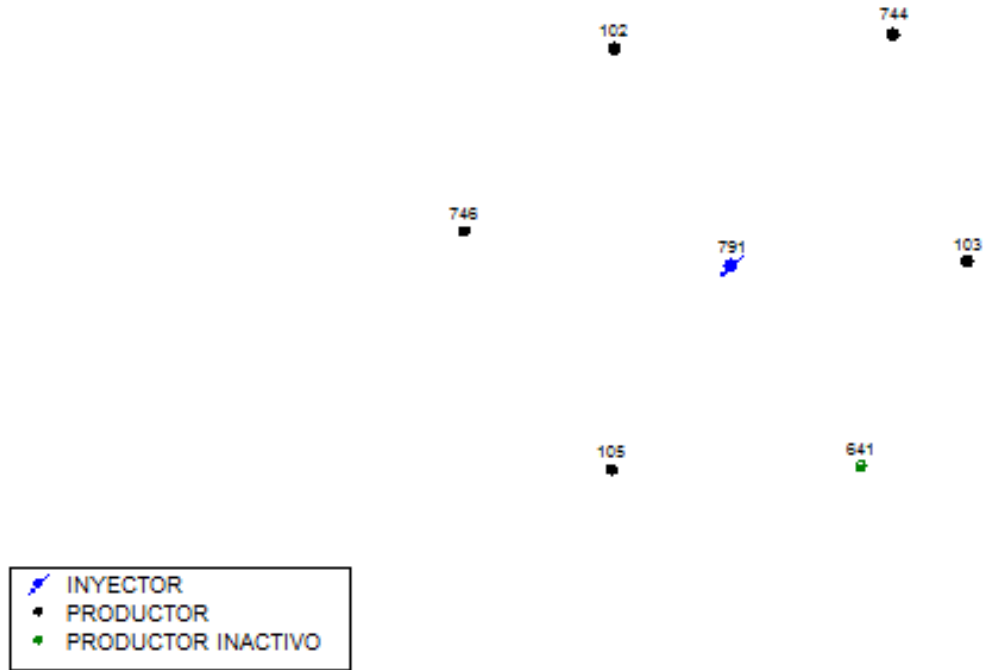 744
102
746
791
103
105
641
INYECTOR
PRODUCTOR
PRODUCTOR INACTIVO